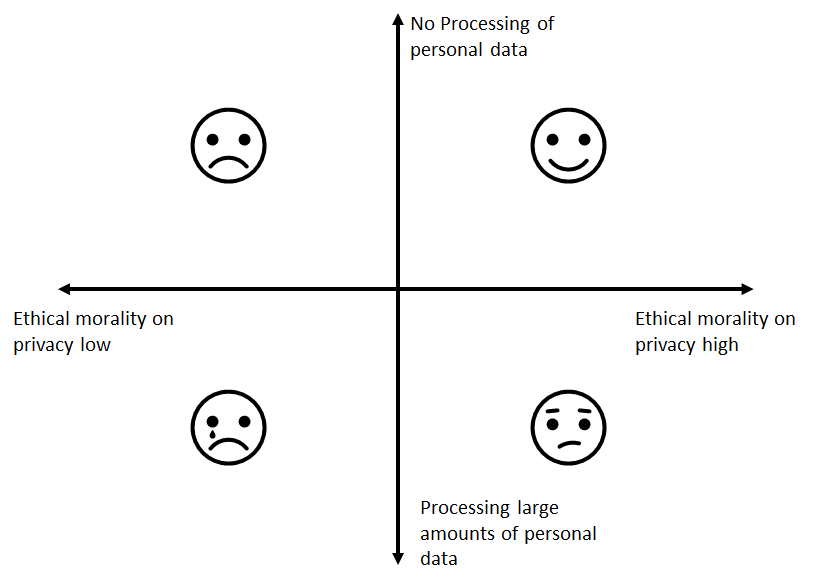 No Processing of
personal data
Ethical morality on
privacy low
Ethical morality on
privacy high
Processing large
amounts of personal
data